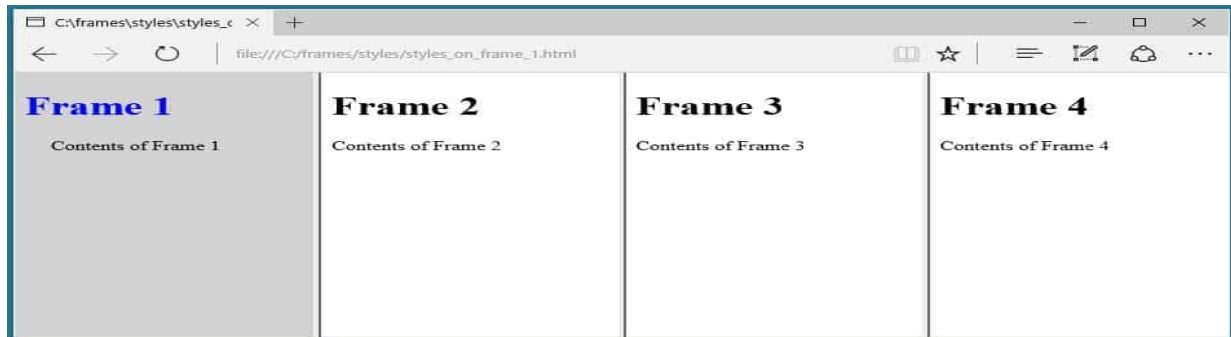 C:\frames\styles\styles_c
file:///C:/frames/styles/styles_on_frame_1.html
Frame 1
Contents of Frame 1
Frame 2
Contents of Frame 2
Frame 3
Contents of Frame 3
Frame 4
Contents of Frame 4